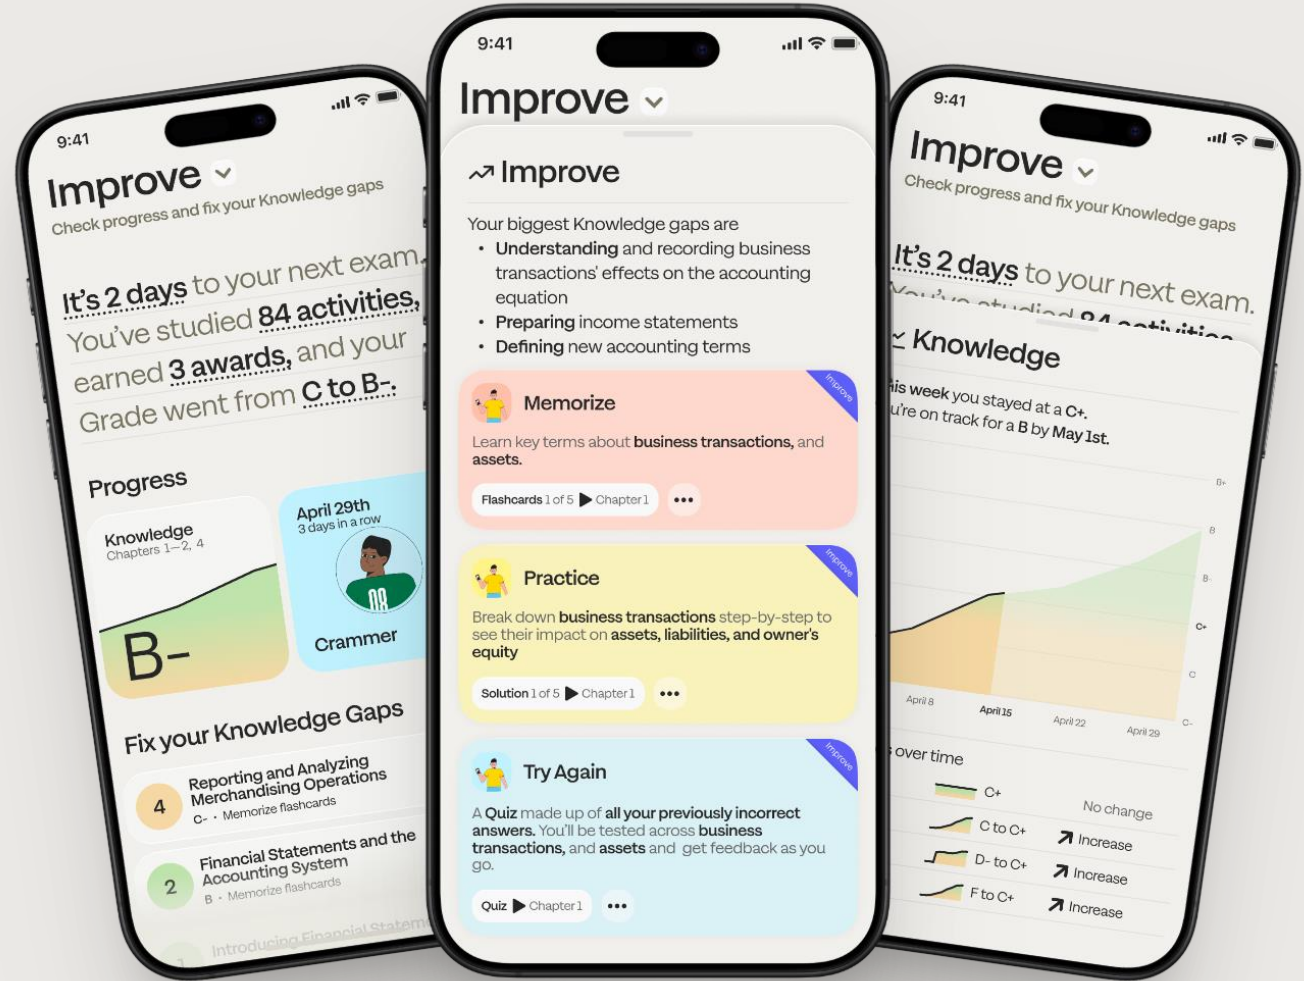 9:41
Improve
Check progress and fix your Knowledge gaps
It's 2 days to your next exam.
You've studied 84 activities,
earned 3 awards, and your
Grade went from C to B-.
Progress
Knowledge
Chapters 1—2, 4
B-
April 29th
3 days in a row
Crammer
Fix your Knowledge Gaps
4
Reporting and Analyzing
Merchandising Operations
C- · Memorize flashcards
2
Financial Statements and the
Accounting System
B · Memorize flashcards
1
Introducing Financial Statem
9:41
Improve
Improve
Your biggest Knowledge gaps are
• Understanding and recording business
transactions' effects on the accounting
equation
• Preparing income statements
• Defining new accounting terms
Improve
Memorize
Learn key terms about business transactions, and
assets.
Flashcards 1 of 5 ▶ Chapter 1
Improve
Practice
Break down business transactions step-by-step to
see their impact on assets, liabilities, and owner's
equity
Solution 1 of 5 ▶ Chapter 1
Improve
Try Again
A Quiz made up of all your previously incorrect
answers. You'll be tested across business
transactions, and assets and get feedback as you
go.
Quiz ▶ Chapter 1
9:41
Improve
Check progress and fix your Knowledge gaps
It's 2 days to your next exam.
You've studied 84 activities,
Knowledge
his week you stayed at a C+.
u're on track for a B by May 1st.
B+
B
B-
C+
C
C-
April 8
April 15
April 22
April 29
over time
C+
No change
C to C+
Increase
D- to C+
Increase
F to C+
Increase